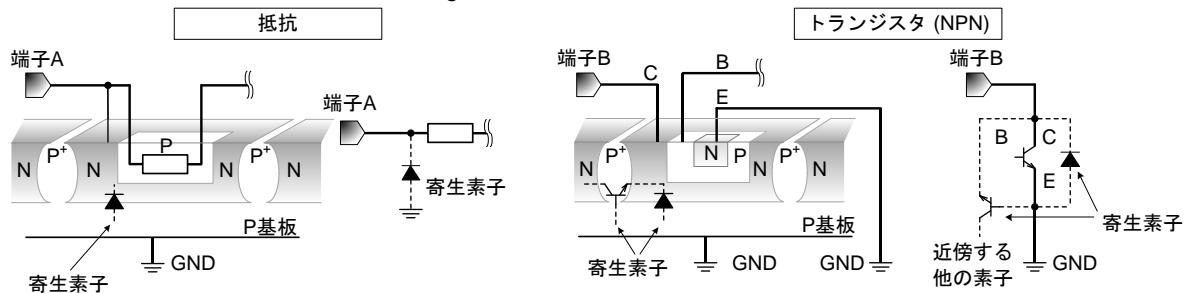 抵抗
トランジスタ (NPN)
端子A
端子A
P
N
P+
N
N
P+
N
寄生素子
P基板
寄生素子
GND
端子B
C
B
E
N
P+
N
N
P
N
P+
N
P基板
寄生素子
GND
GND
端子B
B
C
E
寄生素子
近傍する
他の素子
GND